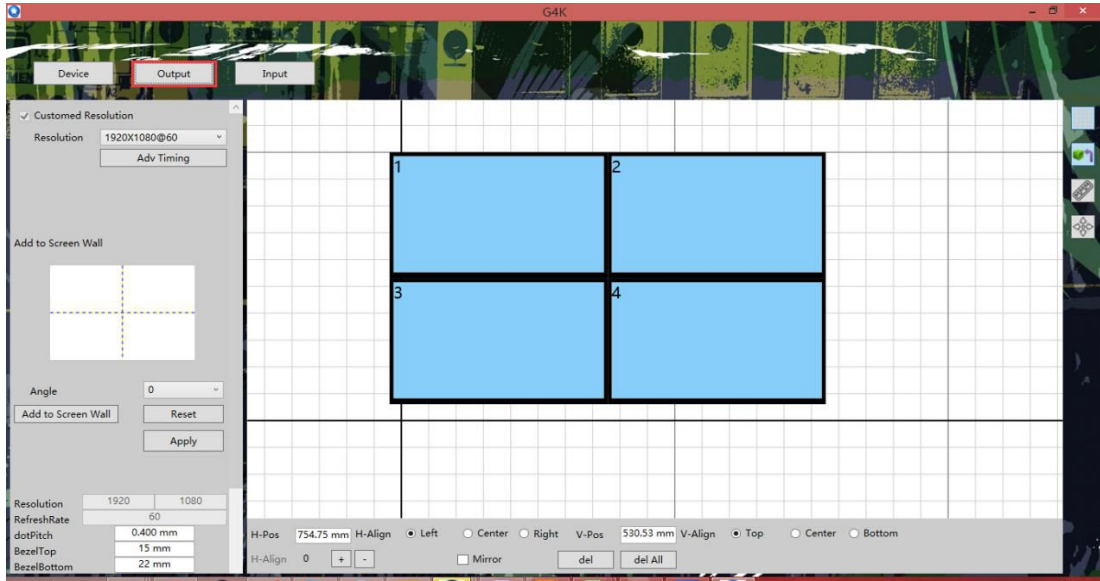 G4K
Device Output Input
Customed Resolution
Resolution 1920X1080@60
Adv Timing
Add to Screen Wall
1 2
3 4
Angle 0
Add to Screen Wall Reset
Apply
Resolution 1920 1080
RefreshRate 60
dotPitch 0.400 mm
BezelTop 15 mm
BezelBottom 22 mm
H-Pos 754.75 mm H-Align Left Center Right V-Pos 530.53 mm V-Align Top Center Bottom
H-Align 0 + - Mirror del del All